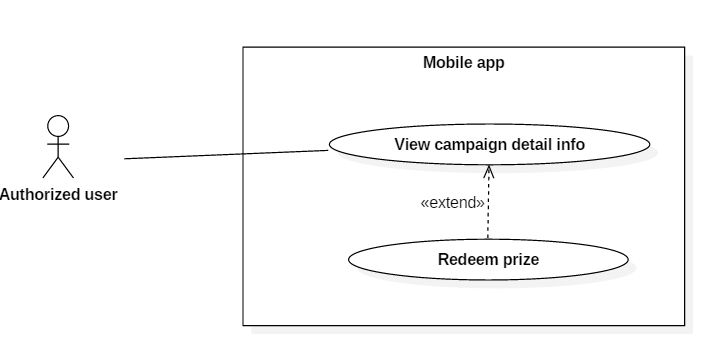 Mobile app
View campaign detail info
Authorized user
«extend»
Redeem prize